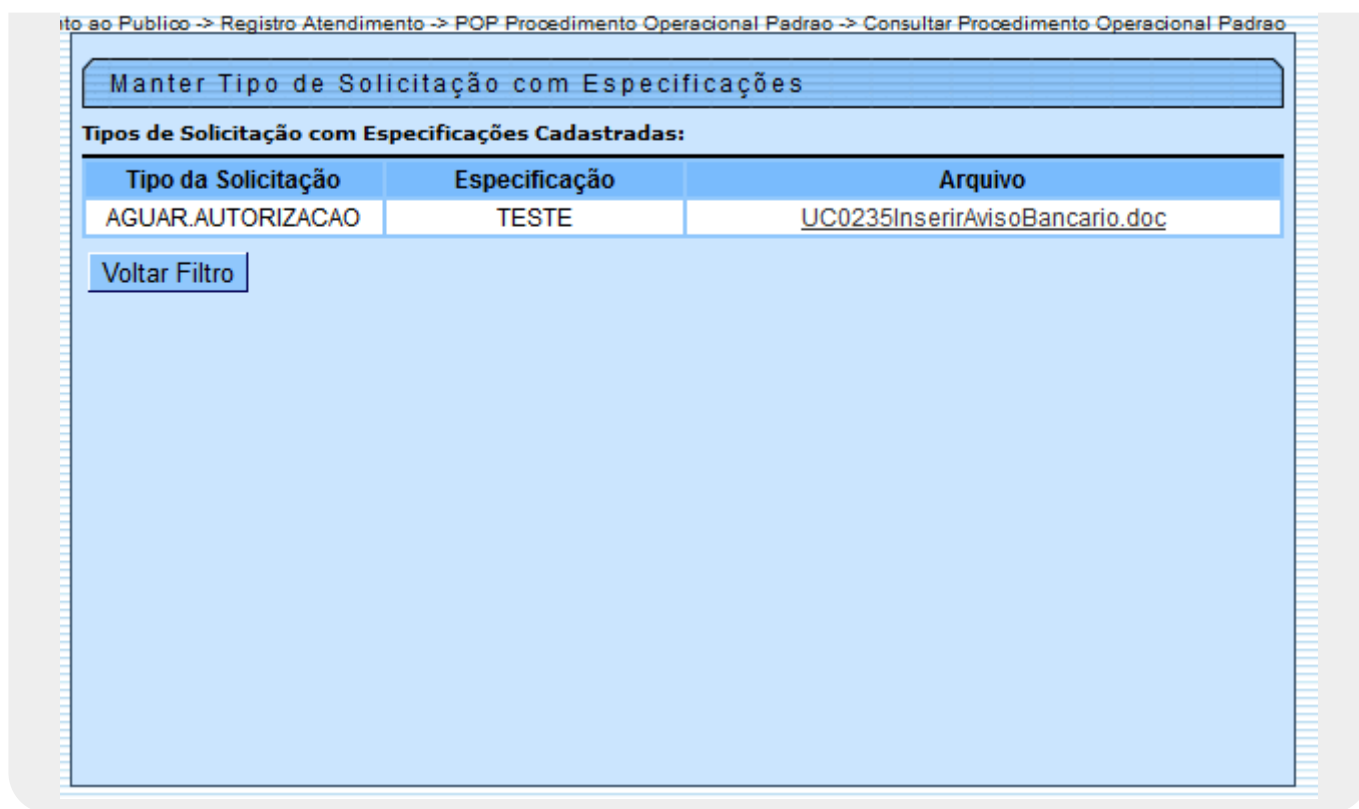 to ao Publico -> Registro Atendimento -> POP Procedimento Operacional Padrao -> Consultar Procedimento Operacional Padrao
Manter Tipo de Solicitação com Especificações
Tipos de Solicitação com Especificações Cadastradas:
Tipo da Solicitação Especificação Arquivo
AGUAR.AUTORIZACAO TESTE UC0235InserirAvisoBancario.doc
Voltar Filtro